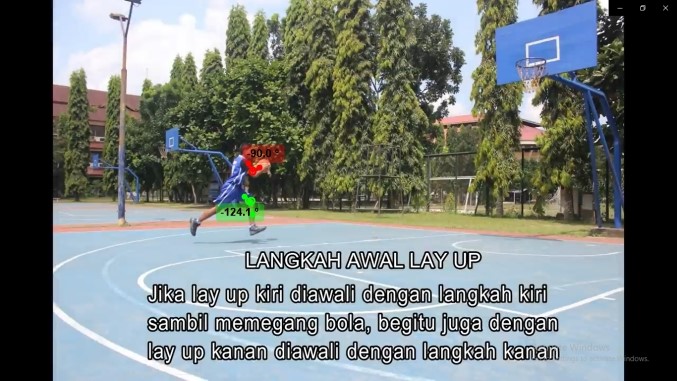 90.0 °
-124.1 °
LANGKAH AWAL LAY UP
Jika lay up kiri diawali dengan langkah kiri
sambil memegang bola, begitu juga dengan
lay up kanan diawali dengan langkah kanan